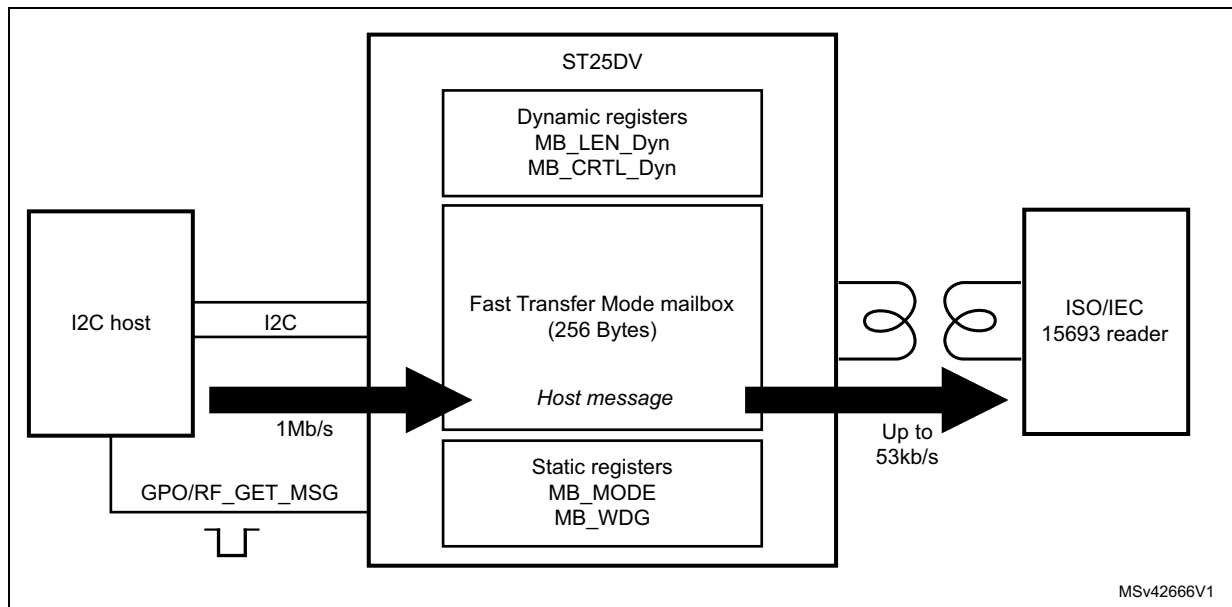 ST25DV
Dynamic registers
MB_LEN_Dyn
MB_CRTL_Dyn
I2C host
I2C
Fast Transfer Mode mailbox
(256 Bytes)
ISO/IEC
15693 reader
Host message
1Mb/s
Up to
53kb/s
GPO/RF_GET_MSG
Static registers
MB_MODE
MB_WDG
MSv42666V1